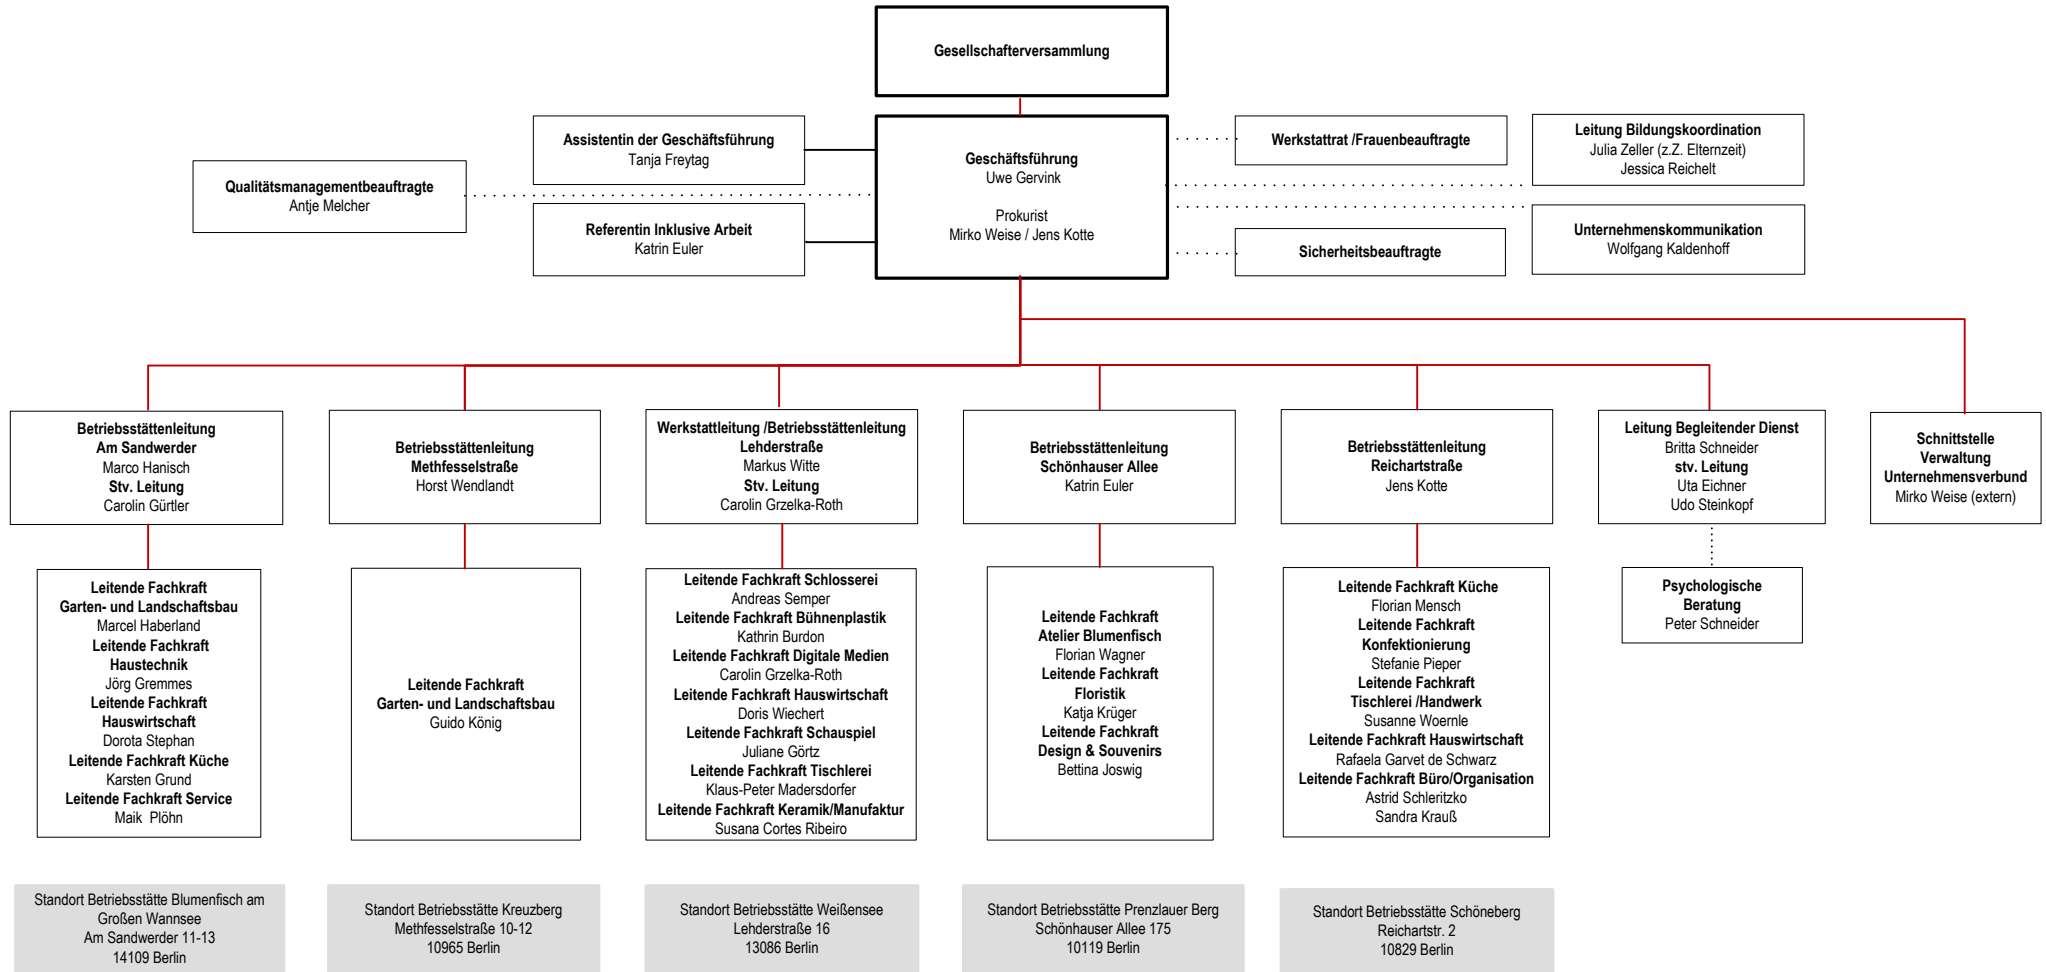 Gesellschafterversammlung
Assistentin der Geschäftsführung
Tanja Freytag
Qualitätsmanagementbeauftragte
Antje Melcher
Referentin Inklusive Arbeit
Katrin Euler
Geschäftsführung
Uwe Gervink
Prokurist
Mirko Weise / Jens Kotte
Werkstattrat /Frauenbeauftragte
Sicherheitsbeauftragte
Leitung Bildungskoordination
Julia Zeller (z.Z. Elternzeit)
Jessica Reichelt
Unternehmenskommunikation
Wolfgang Kaldenhoff
Betriebsstättenleitung
Am Sandwerder
Marco Hanisch
Stv. Leitung
Carolin Gürtler
Betriebsstättenleitung
Methfesselstraße
Horst Wendlandt
Werkstattleitung /Betriebsstättenleitung
Lehderstraße
Markus Witte
Stv. Leitung
Carolin Grzelka-Roth
Betriebsstättenleitung
Schönhauser Allee
Katrin Euler
Betriebsstättenleitung
Reichartstraße
Jens Kotte
Leitung Begleitender Dienst
Britta Schneider
stv. Leitung
Uta Eichner
Udo Steinkopf
Schnittstelle
Verwaltung
Unternehmensverbund
Mirko Weise (extern)
Leitende Fachkraft
Garten- und Landschaftsbau
Marcel Haberland
Leitende Fachkraft
Haustechnik
Jörg Gremmes
Leitende Fachkraft
Hauswirtschaft
Dorota Stephan
Leitende Fachkraft Küche
Karsten Grund
Leitende Fachkraft Service
Maik Plöhn
Leitende Fachkraft
Garten- und Landschaftsbau
Guido König
Leitende Fachkraft Schlosserei
Andreas Semper
Leitende Fachkraft Bühnenplastik
Kathrin Burdon
Leitende Fachkraft Digitale Medien
Carolin Grzelka-Roth
Leitende Fachkraft Hauswirtschaft
Doris Wiechert
Leitende Fachkraft Schauspiel
Juliane Görtz
Leitende Fachkraft Tischlerei
Klaus-Peter Madersdorfer
Leitende Fachkraft Keramik/Manufaktur
Susana Cortes Ribeiro
Leitende Fachkraft
Atelier Blumenfisch
Florian Wagner
Leitende Fachkraft
Floristik
Katja Krüger
Leitende Fachkraft
Design & Souvenirs
Bettina Joswig
Leitende Fachkraft Küche
Florian Mensch
Leitende Fachkraft
Konfektionierung
Stefanie Pieper
Leitende Fachkraft
Tischlerei /Handwerk
Susanne Woernle
Leitende Fachkraft Hauswirtschaft
Rafaela Garvet de Schwarz
Leitende Fachkraft Büro/Organisation
Astrid Schleritzko
Sandra Krauß
Psychologische
Beratung
Peter Schneider
Standort Betriebsstätte Blumenfisch am
Großen Wannsee
Am Sandwerder 11-13
14109 Berlin
Standort Betriebsstätte Kreuzberg
Methfesselstraße 10-12
10965 Berlin
Standort Betriebsstätte Weißensee
Lehderstraße 16
13086 Berlin
Standort Betriebsstätte Prenzlauer Berg
Schönhauser Allee 175
10119 Berlin
Standort Betriebsstätte Schöneberg
Reichartstr. 2
10829 Berlin